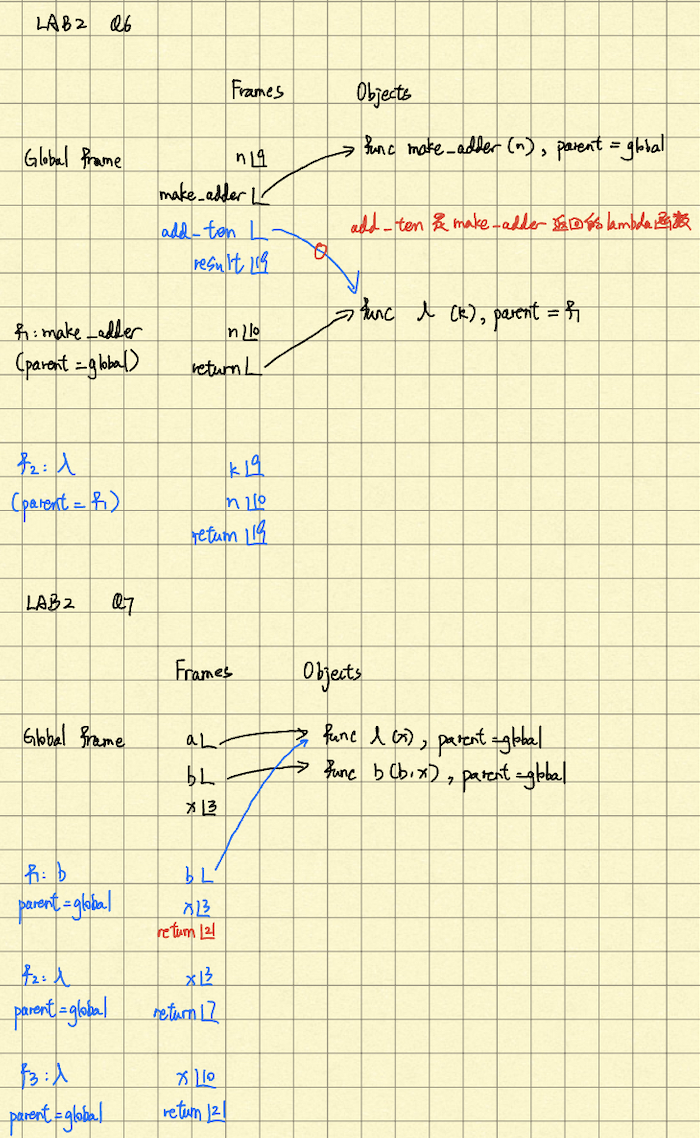 LAB2 Q6
Frames Objects
Global frame n 9 func make_adder (n), parent = global
make_adder
add_ten add_ten 是 make_adder 返回的 lambda 函数
result 19
func λ (k), parent = f1
f1: make_adder n 10
(parent = global) return
f2: λ k 9
(parent = f1) n 10
return 19
LAB2 Q7
Frames Objects
Global frame a func λ (x), parent = global
b func b (b, x), parent = global
x 3
f1: b b
parent = global x 3
return 21
f2: λ x 3
parent = global return 7
f3: λ x 10
parent = global return 21